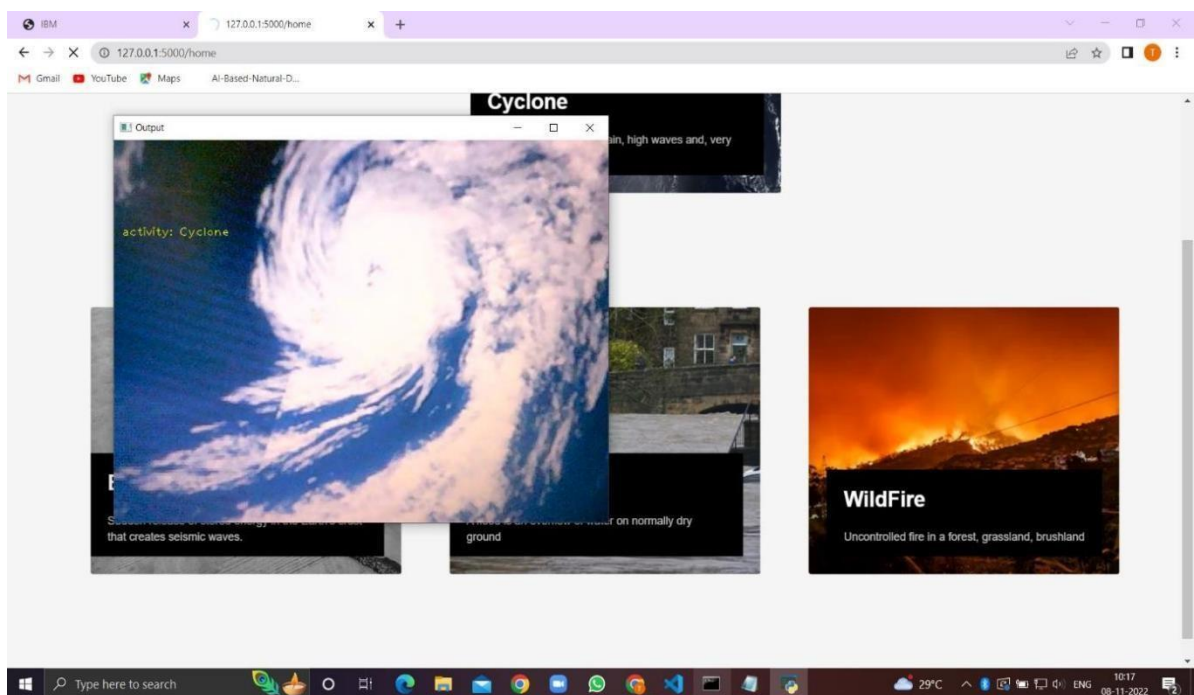 IBM
127.0.0.1:5000/home
127.0.0.1:5000/home
Gmail YouTube Maps AI-Based-Natural-D...
Cyclone
ain, high waves and, very
Output
activity: Cyclone
that creates seismic waves.
on normally dry
ground
WildFire
Uncontrolled fire in a forest, grassland, brushland
Type here to search
29°C ENG 10:17
08-11-2022
2